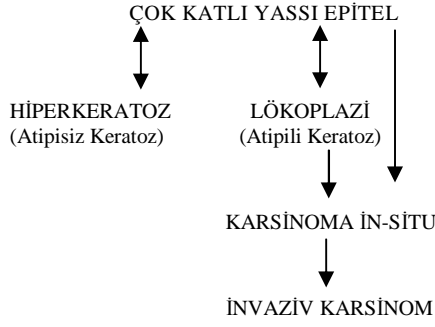 ÇOK KATLI YASSI EPİTEL
HİPERKERATOZ
(Atipisiz Keratoz)
LÖKOPLAZİ
(Atipili Keratoz)
KARSİNOMA İN-SİTU
İNVAZİV KARSİNOM